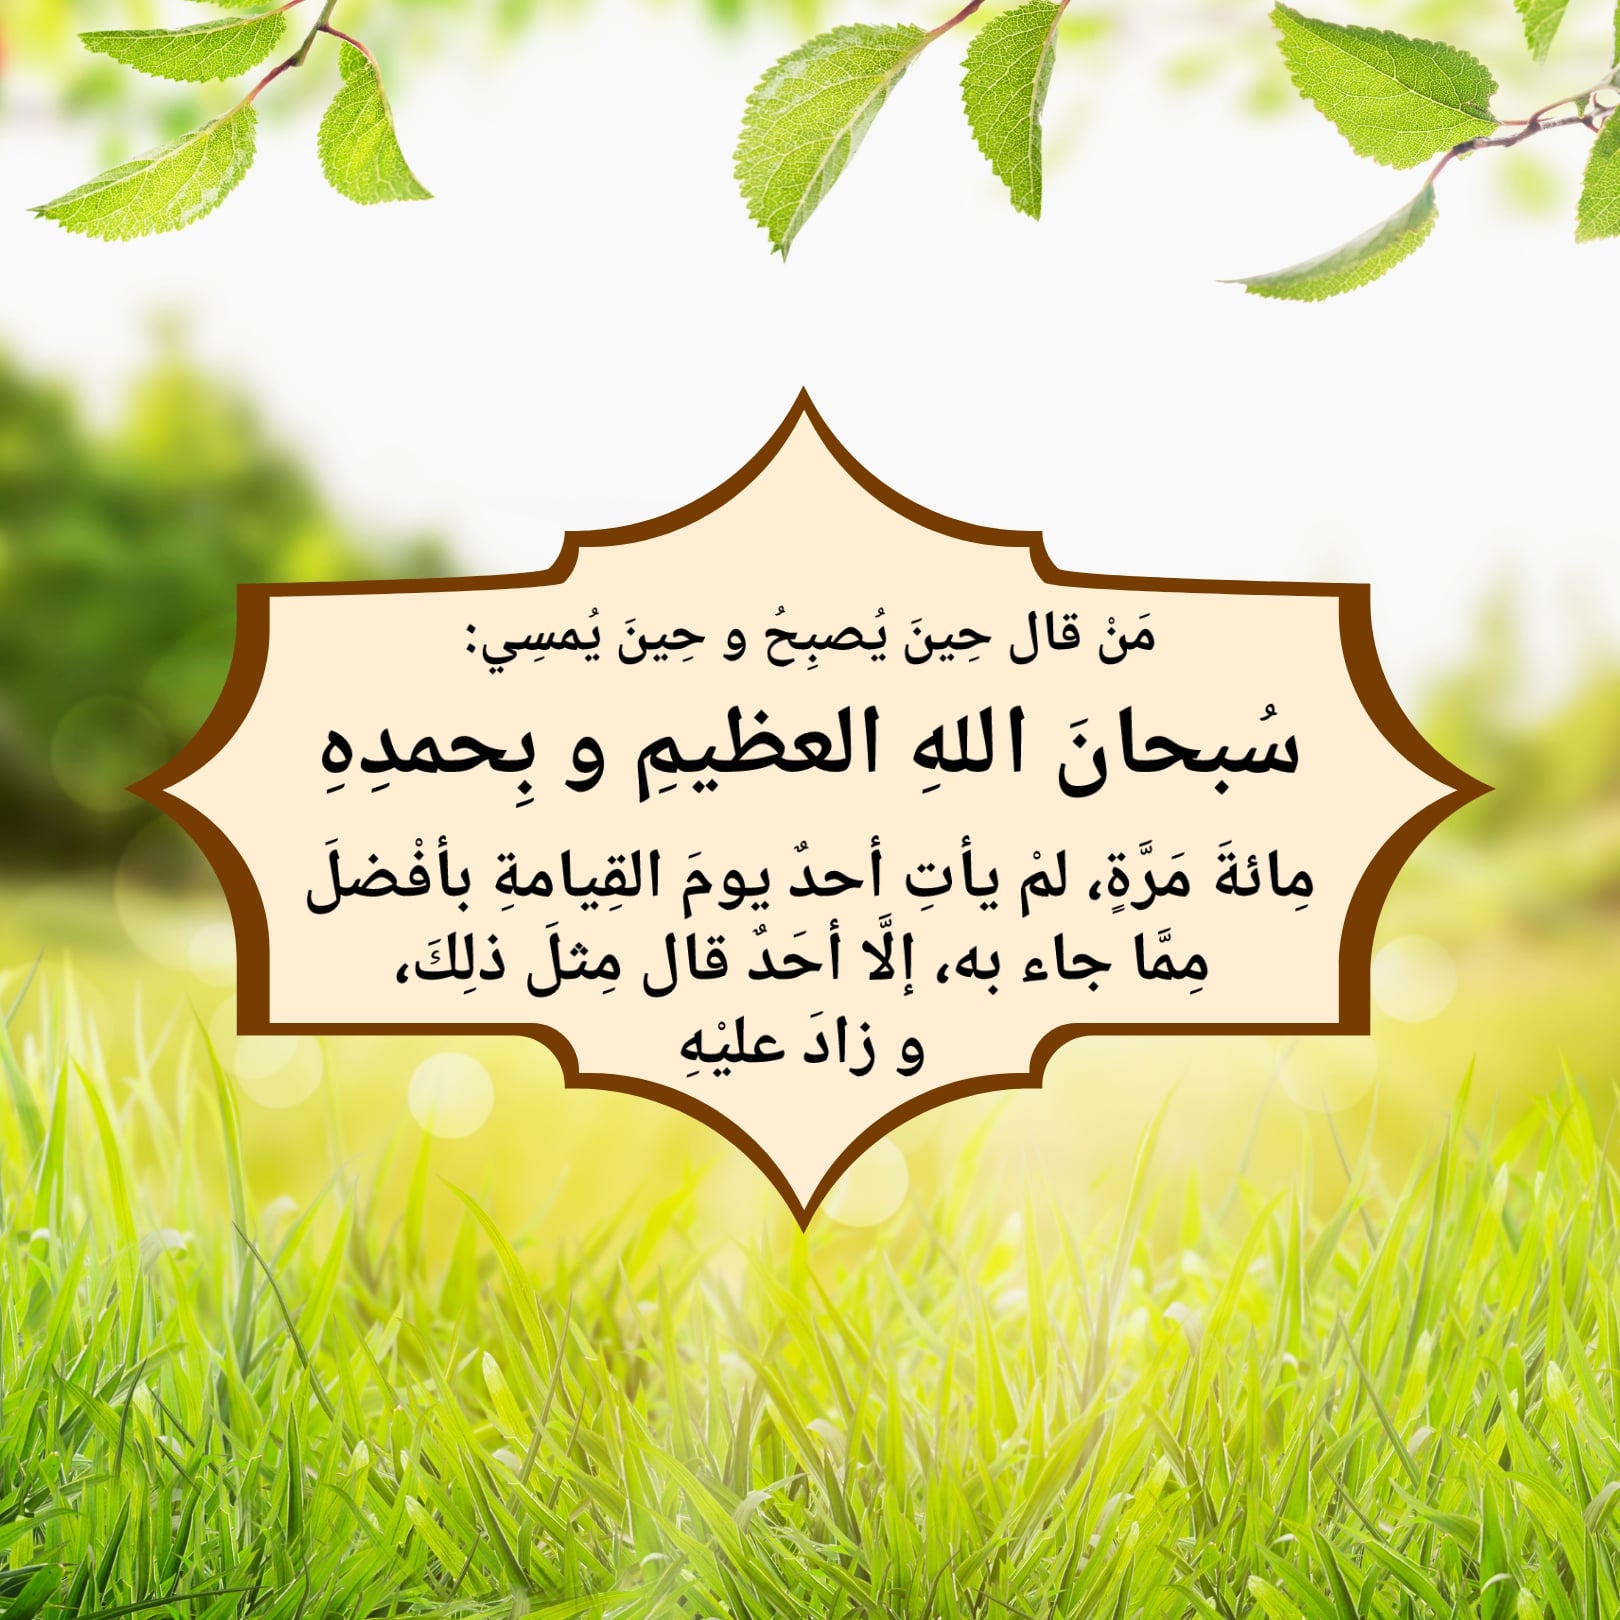 مَنْ قال حِينَ يُصبِحُ و حِينَ يُمسِي:
سُبحانَ اللهِ العظيمِ و بِحمدِهِ
مِائةَ مَرَّةٍ، لمْ يأتِ أحدٌ يومَ القِيامةِ بأفْضلَ
مِمَّا جاء به، إلَّا أحَدٌ قال مِثلَ ذلِكَ،
و زادَ عليْهِ